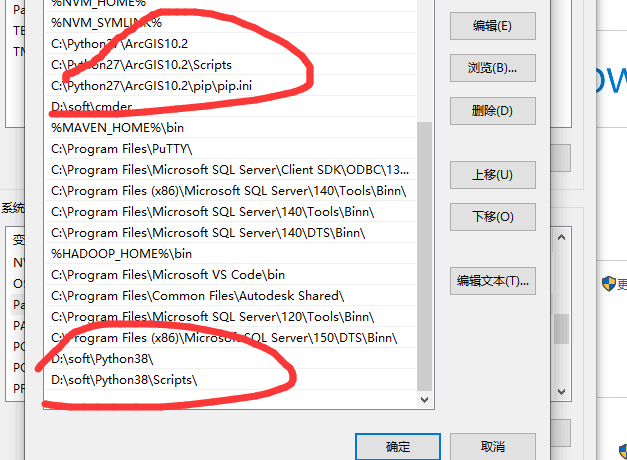 %NVM_HOME%
%NVM_SYMLINK%
C:\Python27\ArcGIS10.2
C:\Python27\ArcGIS10.2\Scripts
C:\Python27\ArcGIS10.2\pip\pip.ini
D:\soft\cmder
%MAVEN_HOME%\bin
C:\Program Files\PuTTY\
C:\Program Files\Microsoft SQL Server\Client SDK\ODBC\13...
C:\Program Files (x86)\Microsoft SQL Server\140\Tools\Binn\
C:\Program Files\Microsoft SQL Server\140\Tools\Binn\
C:\Program Files\Microsoft SQL Server\140\DTS\Binn\
%HADOOP_HOME%\bin
C:\Program Files\Microsoft VS Code\bin
C:\Program Files\Common Files\Autodesk Shared\
C:\Program Files\Microsoft SQL Server\120\Tools\Binn\
C:\Program Files (x86)\Microsoft SQL Server\150\DTS\Binn\
D:\soft\Python38\
D:\soft\Python38\Scripts\
编辑(E)
浏览(B)...
删除(D)
上移(U)
下移(O)
编辑文本(T)...
确定
取消
Pa
TE
系统
变
N
OS
Pa
PA
PC
PR
更